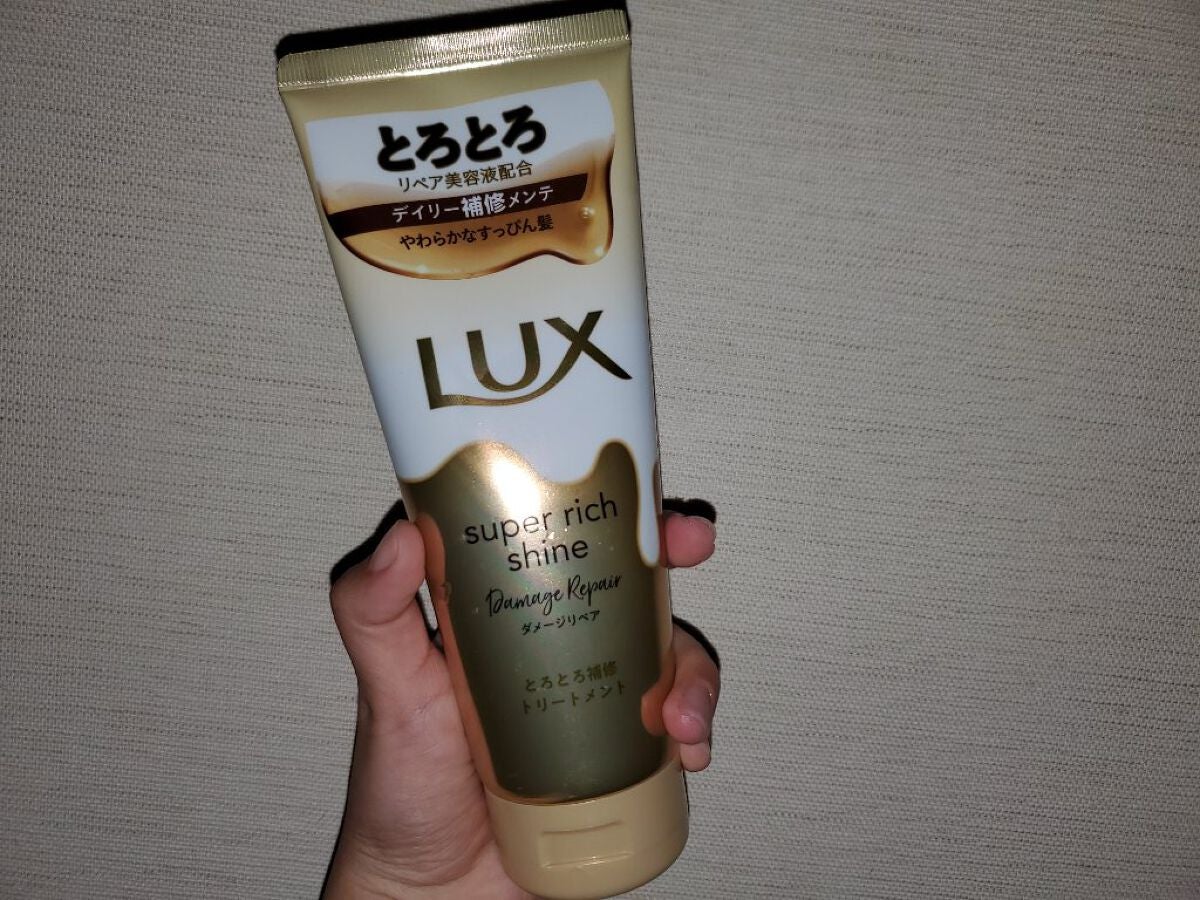 とろとろ
リペア美容液配合
デイリー補修メンテ
やわらかなすっぴん髪
LUX
super rich
shine
Damage Repair
ダメージリペア
とろとろ補修
トリートメント